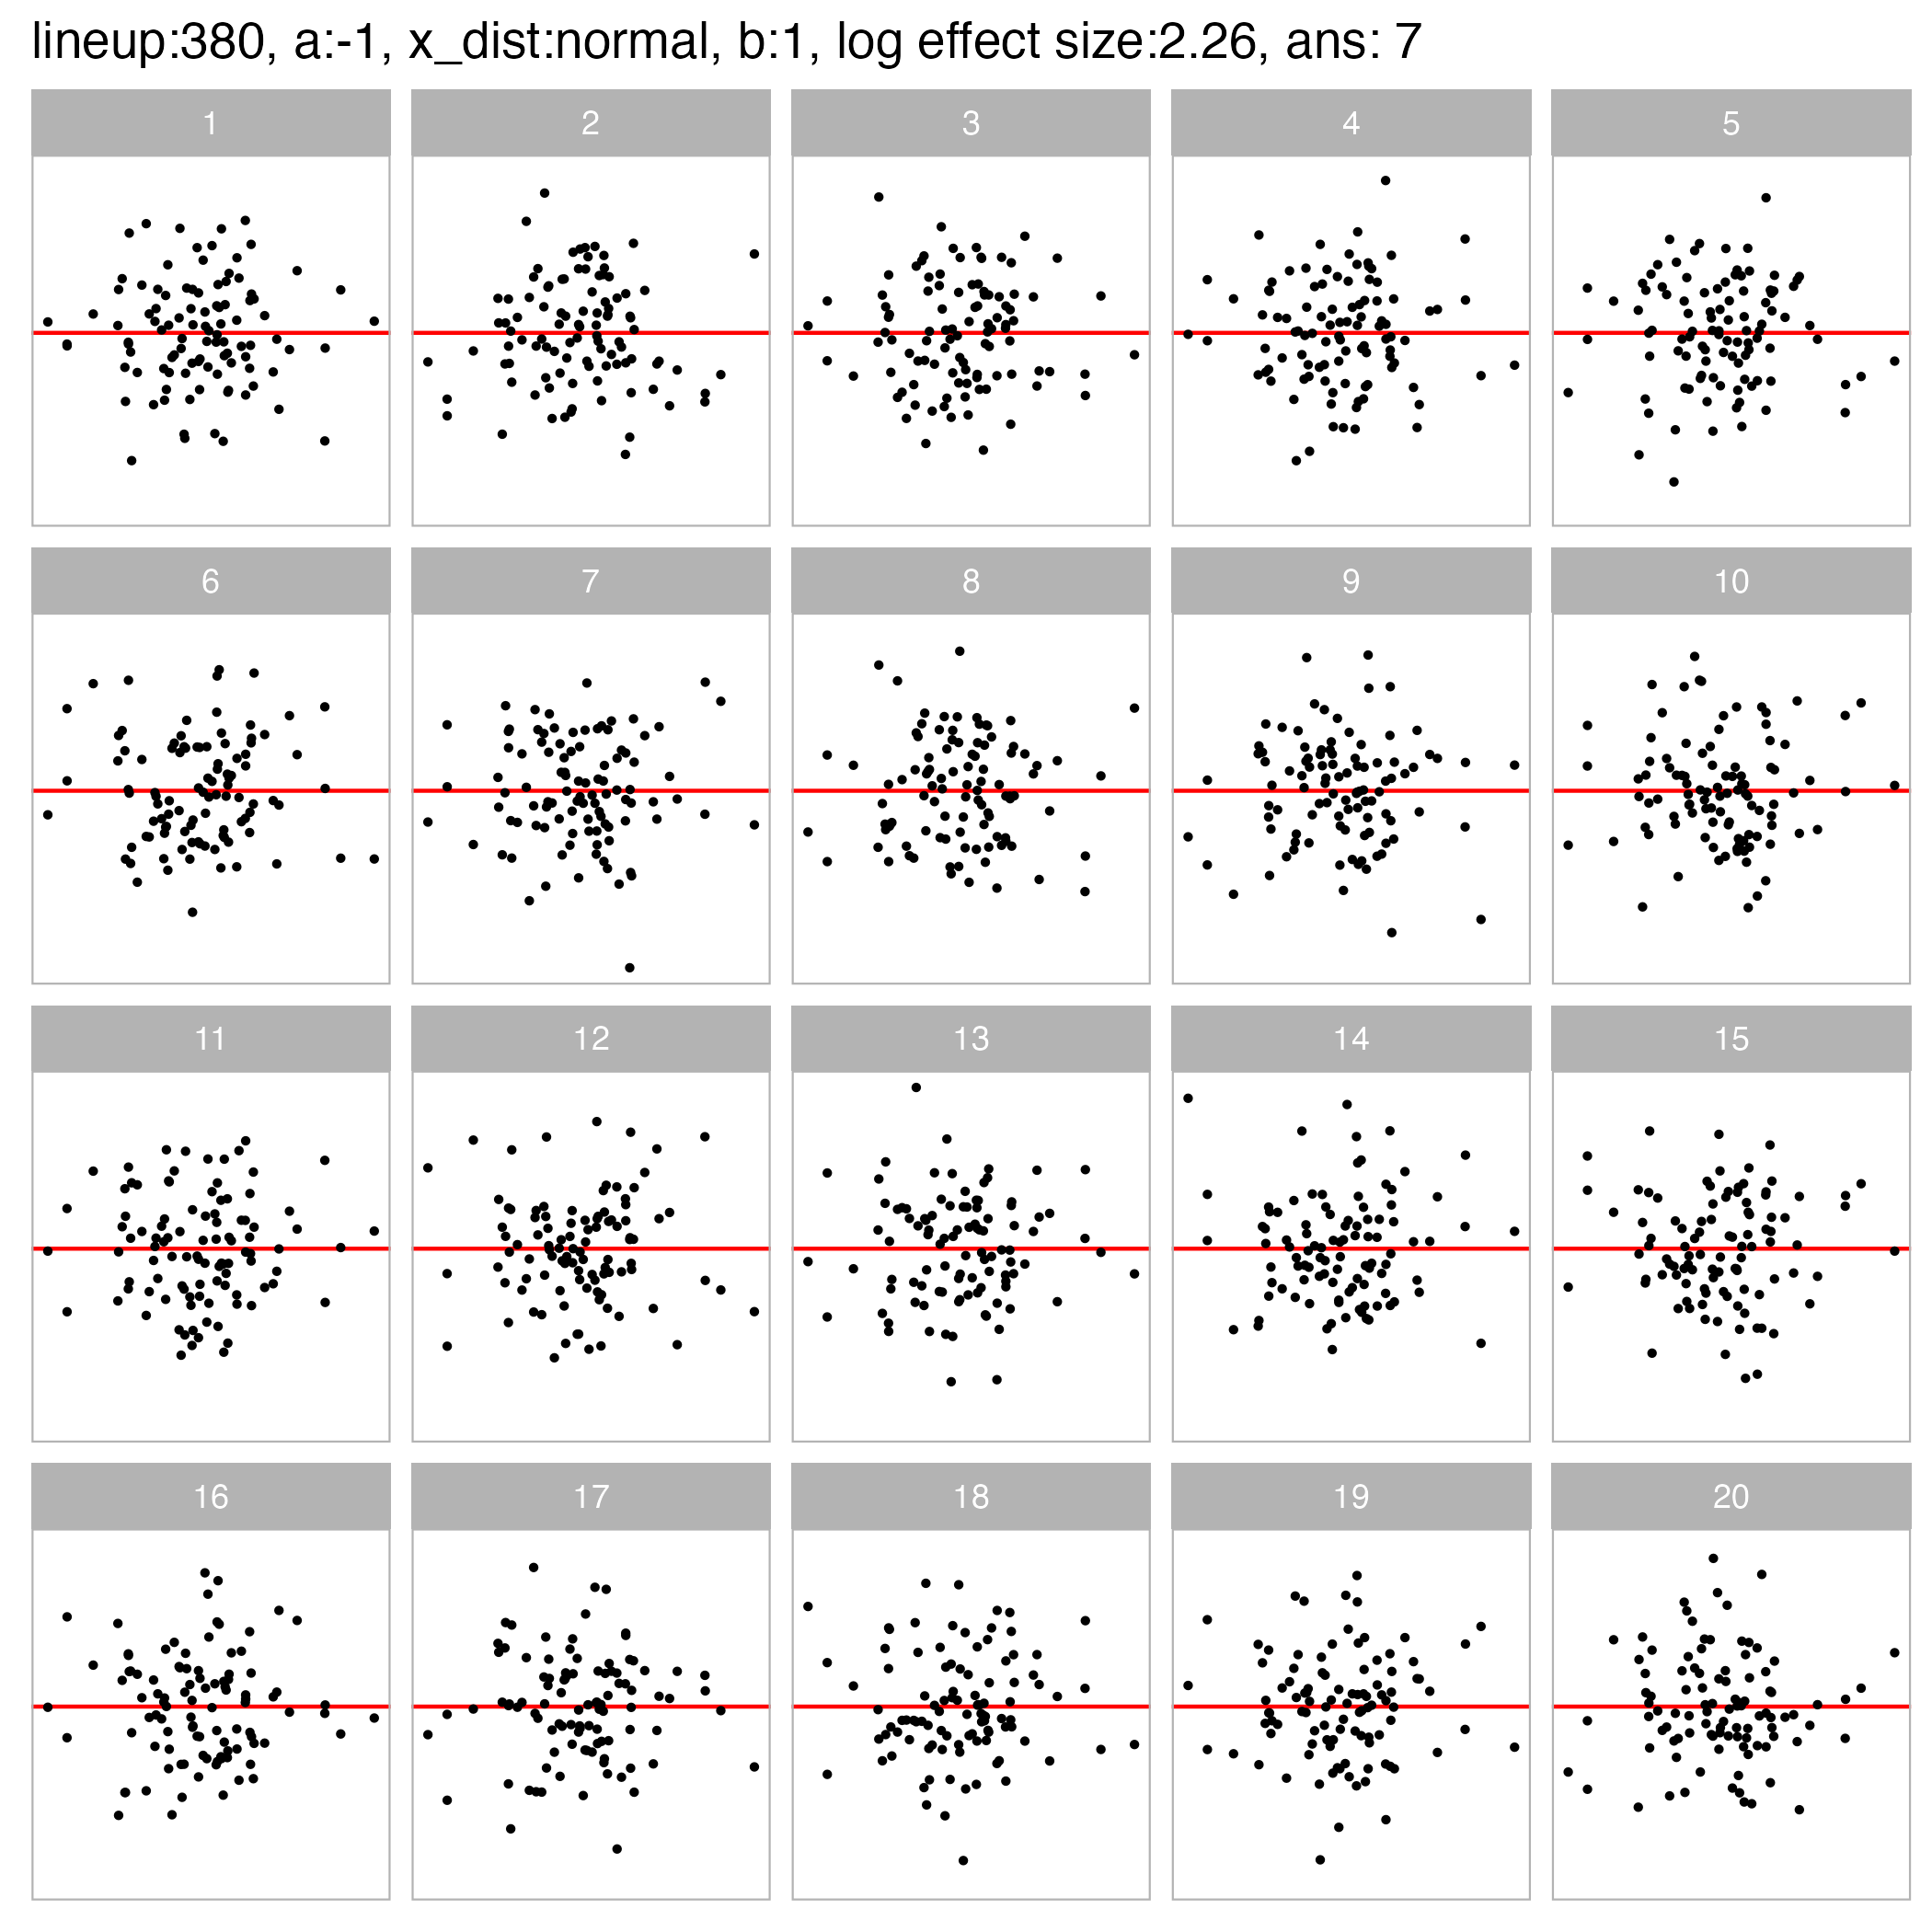 lineup:380, a:-1, x_dist:normal, b:1, log effect size:2.26, ans: 7
1 2 3 4 5
6 7 8 9 10
11 12 13 14 15
16 17 18 19 20